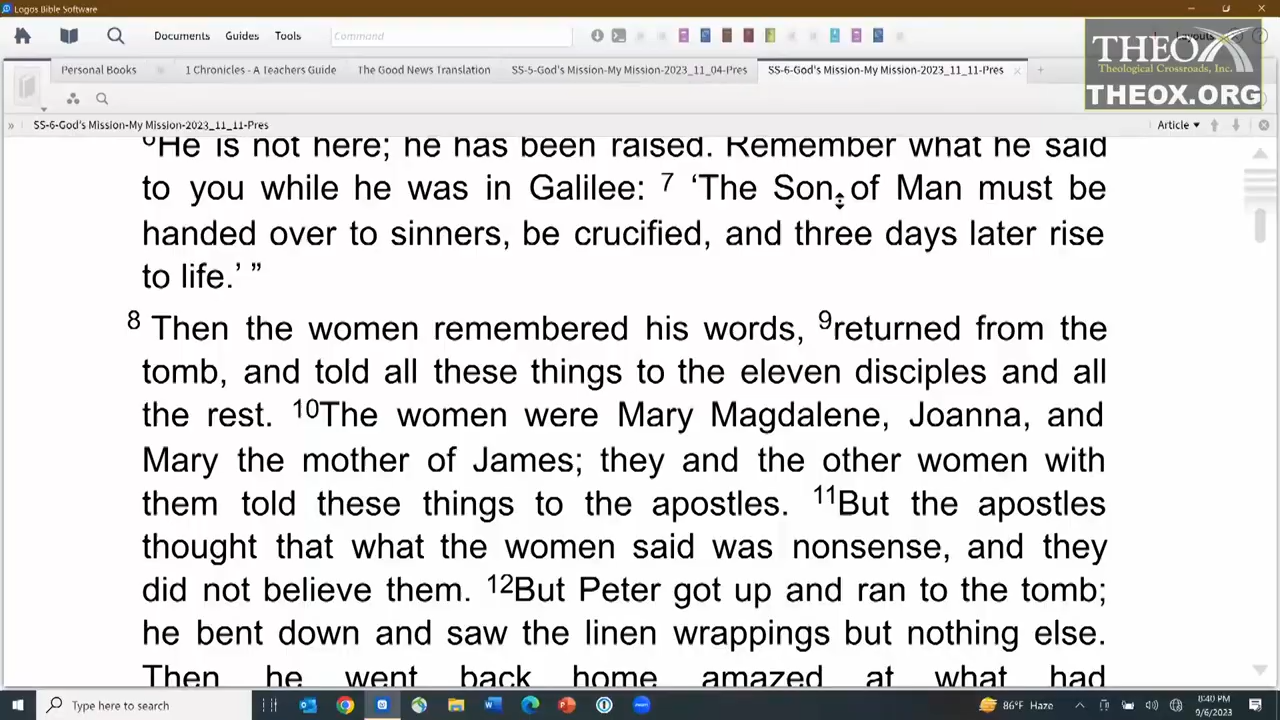 Logos Bible Software
Documents Guides Tools Command Layouts
THEOX
Theological Crossroads, Inc.
THEOX.ORG
Personal Books 1 Chronicles - A Teachers Guide The God Next Door SS-5-God's Mission-My Mission-2023_11_04-Pres SS-6-God's Mission-My Mission-2023_11_11-Pres
» SS-6-God's Mission-My Mission-2023_11_11-Pres Article
6He is not here; he has been raised. Remember what he said
to you while he was in Galilee: 7 ‘The Son of Man must be
handed over to sinners, be crucified, and three days later rise
to life.’ ”
8 Then the women remembered his words, 9returned from the
tomb, and told all these things to the eleven disciples and all
the rest. 10The women were Mary Magdalene, Joanna, and
Mary the mother of James; they and the other women with
them told these things to the apostles. 11But the apostles
thought that what the women said was nonsense, and they
did not believe them. 12But Peter got up and ran to the tomb;
he bent down and saw the linen wrappings but nothing else.
Then he went back home amazed at what had
Type here to search 86°F Haze 8:40 PM
9/6/2023